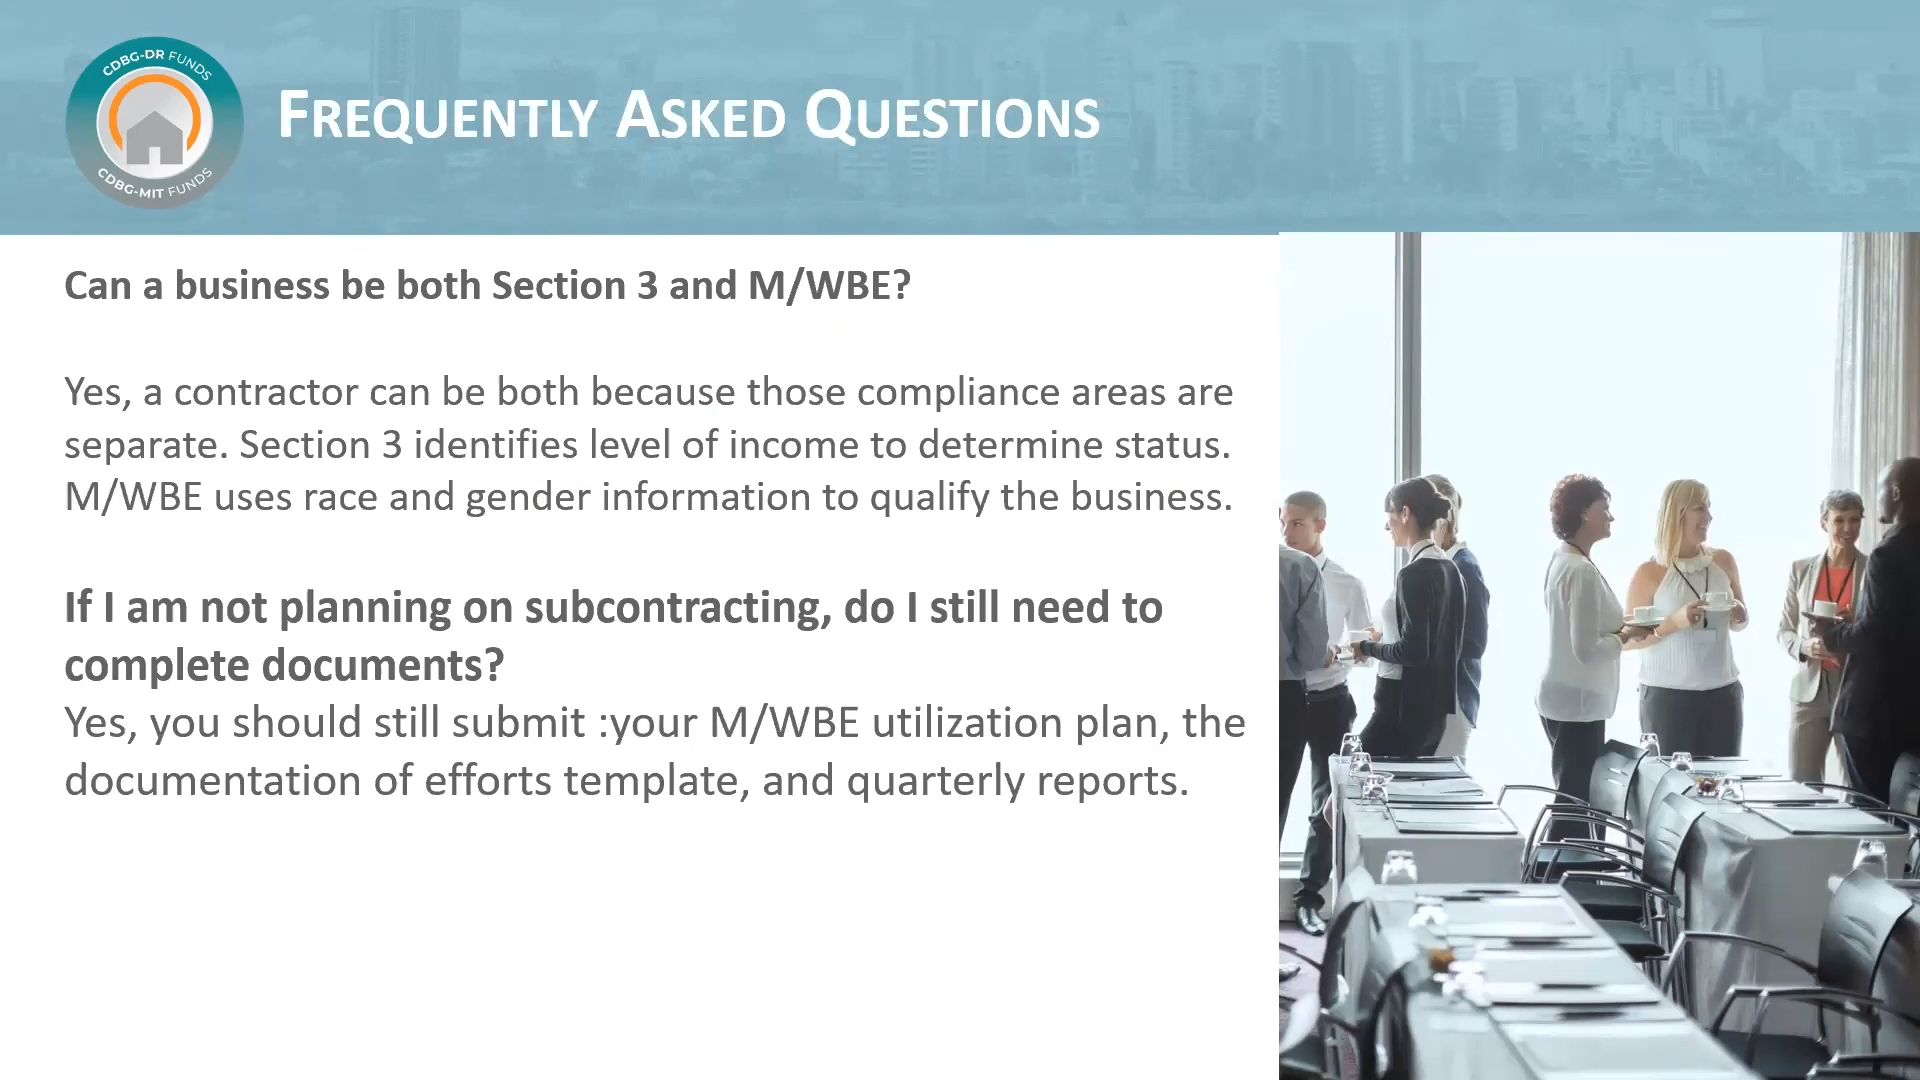 CDBG-DR FUNDS
CDBG-MIT FUNDS
FREQUENTLY ASKED QUESTIONS
Can a business be both Section 3 and M/WBE?
Yes, a contractor can be both because those compliance areas are
separate. Section 3 identifies level of income to determine status.
M/WBE uses race and gender information to qualify the business.
If I am not planning on subcontracting, do I still need to
complete documents?
Yes, you should still submit :your M/WBE utilization plan, the
documentation of efforts template, and quarterly reports.